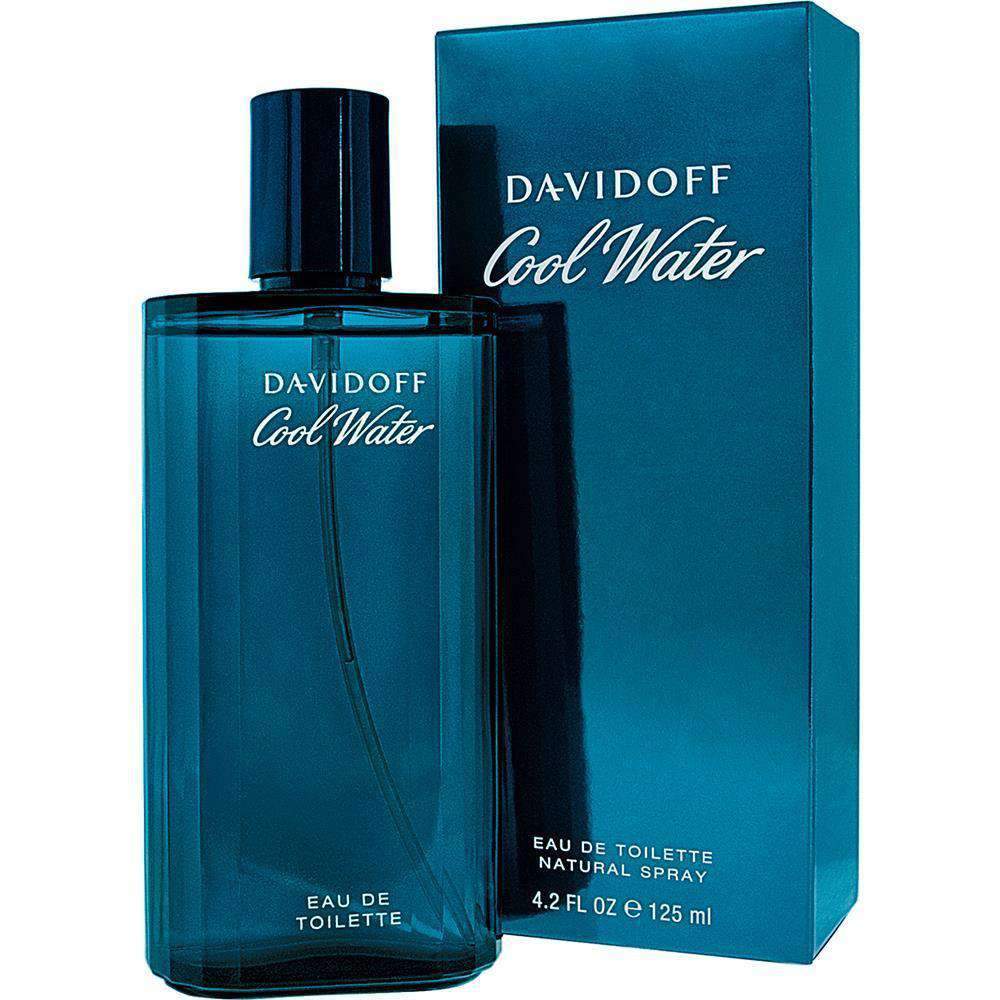 DAVIDOFF
Cool Water
EAU DE
TOILETTE
DAVIDOFF
Cool Water
EAU DE TOILETTE
NATURAL SPRAY
4.2 FL OZ e 125 ml